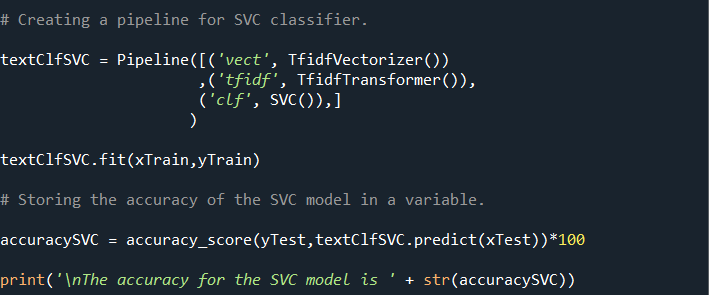 # Creating a pipeline for SVC classifier.
textClfSVC = Pipeline([('vect', TfidfVectorizer())
,('tfidf', TfidfTransformer()),
('clf', SVC()),]
)
textClfSVC.fit(xTrain,yTrain)
# Storing the accuracy of the SVC model in a variable.
accuracySVC = accuracy_score(yTest,textClfSVC.predict(xTest))*100
print('\nThe accuracy for the SVC model is ' + str(accuracySVC))